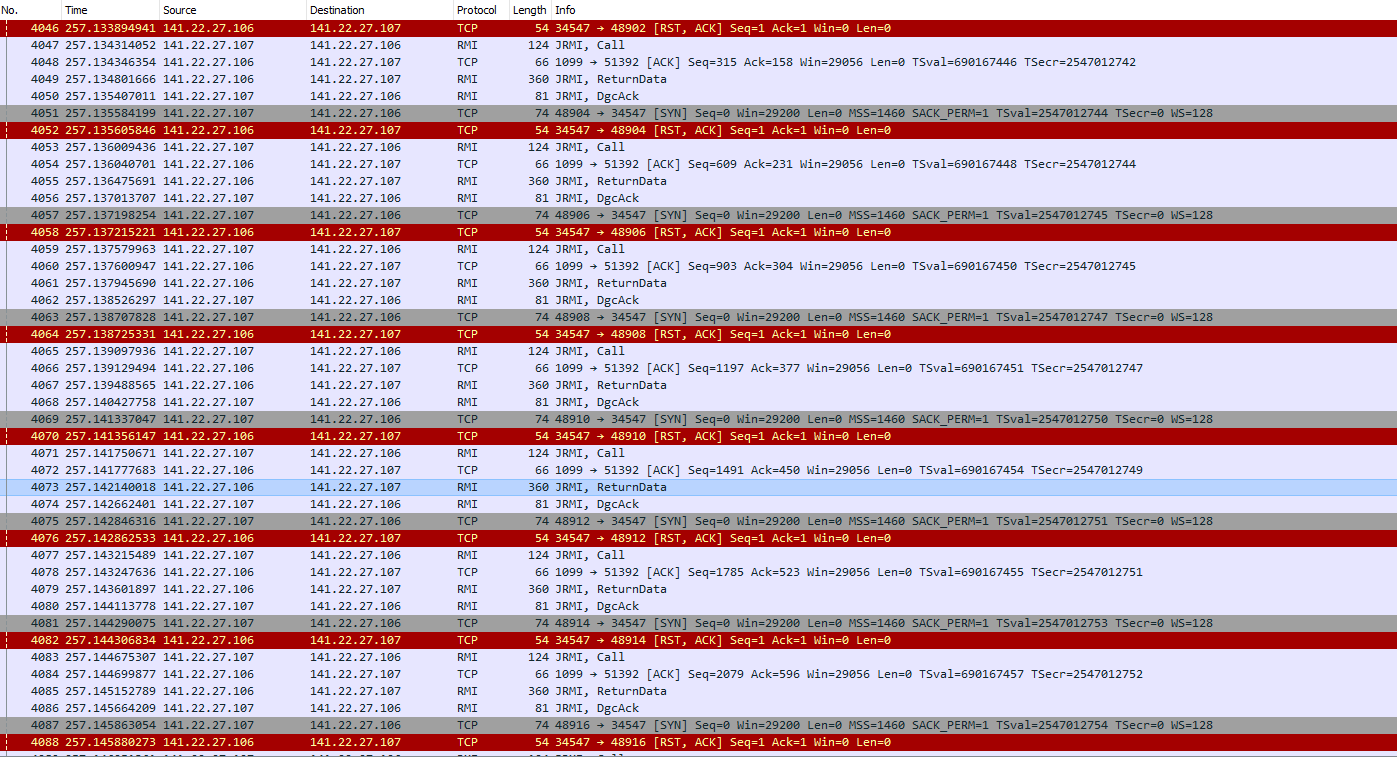 No. Time Source Destination Protocol Length Info
4046 257.133894941 141.22.27.106 141.22.27.107 TCP 54 34547 → 48902 [RST, ACK] Seq=1 Ack=1 Win=0 Len=0
4047 257.134314052 141.22.27.107 141.22.27.106 RMI 124 JRMI, Call
4048 257.134346354 141.22.27.106 141.22.27.107 TCP 66 1099 → 51392 [ACK] Seq=315 Ack=158 Win=29056 Len=0 TSval=690167446 TSecr=2547012742
4049 257.134801666 141.22.27.106 141.22.27.107 RMI 360 JRMI, ReturnData
4050 257.135407011 141.22.27.107 141.22.27.106 RMI 81 JRMI, DgcAck
4051 257.135584199 141.22.27.107 141.22.27.106 TCP 74 48904 → 34547 [SYN] Seq=0 Win=29200 Len=0 MSS=1460 SACK_PERM=1 TSval=2547012744 TSecr=0 WS=128
4052 257.135605846 141.22.27.106 141.22.27.107 TCP 54 34547 → 48904 [RST, ACK] Seq=1 Ack=1 Win=0 Len=0
4053 257.136009436 141.22.27.107 141.22.27.106 RMI 124 JRMI, Call
4054 257.136040701 141.22.27.106 141.22.27.107 TCP 66 1099 → 51392 [ACK] Seq=609 Ack=231 Win=29056 Len=0 TSval=690167448 TSecr=2547012744
4055 257.136475691 141.22.27.106 141.22.27.107 RMI 360 JRMI, ReturnData
4056 257.137013707 141.22.27.107 141.22.27.106 RMI 81 JRMI, DgcAck
4057 257.137198254 141.22.27.107 141.22.27.106 TCP 74 48906 → 34547 [SYN] Seq=0 Win=29200 Len=0 MSS=1460 SACK_PERM=1 TSval=2547012745 TSecr=0 WS=128
4058 257.137215221 141.22.27.106 141.22.27.107 TCP 54 34547 → 48906 [RST, ACK] Seq=1 Ack=1 Win=0 Len=0
4059 257.137579963 141.22.27.107 141.22.27.106 RMI 124 JRMI, Call
4060 257.137600947 141.22.27.106 141.22.27.107 TCP 66 1099 → 51392 [ACK] Seq=903 Ack=304 Win=29056 Len=0 TSval=690167450 TSecr=2547012745
4061 257.137945690 141.22.27.106 141.22.27.107 RMI 360 JRMI, ReturnData
4062 257.138526297 141.22.27.107 141.22.27.106 RMI 81 JRMI, DgcAck
4063 257.138707828 141.22.27.107 141.22.27.106 TCP 74 48908 → 34547 [SYN] Seq=0 Win=29200 Len=0 MSS=1460 SACK_PERM=1 TSval=2547012747 TSecr=0 WS=128
4064 257.138725331 141.22.27.106 141.22.27.107 TCP 54 34547 → 48908 [RST, ACK] Seq=1 Ack=1 Win=0 Len=0
4065 257.139097936 141.22.27.107 141.22.27.106 RMI 124 JRMI, Call
4066 257.139129494 141.22.27.106 141.22.27.107 TCP 66 1099 → 51392 [ACK] Seq=1197 Ack=377 Win=29056 Len=0 TSval=690167451 TSecr=2547012747
4067 257.139488565 141.22.27.106 141.22.27.107 RMI 360 JRMI, ReturnData
4068 257.140427758 141.22.27.107 141.22.27.106 RMI 81 JRMI, DgcAck
4069 257.141337047 141.22.27.107 141.22.27.106 TCP 74 48910 → 34547 [SYN] Seq=0 Win=29200 Len=0 MSS=1460 SACK_PERM=1 TSval=2547012750 TSecr=0 WS=128
4070 257.141356147 141.22.27.106 141.22.27.107 TCP 54 34547 → 48910 [RST, ACK] Seq=1 Ack=1 Win=0 Len=0
4071 257.141750671 141.22.27.107 141.22.27.106 RMI 124 JRMI, Call
4072 257.141777683 141.22.27.106 141.22.27.107 TCP 66 1099 → 51392 [ACK] Seq=1491 Ack=450 Win=29056 Len=0 TSval=690167454 TSecr=2547012749
4073 257.142140018 141.22.27.106 141.22.27.107 RMI 360 JRMI, ReturnData
4074 257.142662401 141.22.27.107 141.22.27.106 RMI 81 JRMI, DgcAck
4075 257.142846316 141.22.27.107 141.22.27.106 TCP 74 48912 → 34547 [SYN] Seq=0 Win=29200 Len=0 MSS=1460 SACK_PERM=1 TSval=2547012751 TSecr=0 WS=128
4076 257.142862533 141.22.27.106 141.22.27.107 TCP 54 34547 → 48912 [RST, ACK] Seq=1 Ack=1 Win=0 Len=0
4077 257.143215489 141.22.27.107 141.22.27.106 RMI 124 JRMI, Call
4078 257.143247636 141.22.27.106 141.22.27.107 TCP 66 1099 → 51392 [ACK] Seq=1785 Ack=523 Win=29056 Len=0 TSval=690167455 TSecr=2547012751
4079 257.143601897 141.22.27.106 141.22.27.107 RMI 360 JRMI, ReturnData
4080 257.144113778 141.22.27.107 141.22.27.106 RMI 81 JRMI, DgcAck
4081 257.144290075 141.22.27.107 141.22.27.106 TCP 74 48914 → 34547 [SYN] Seq=0 Win=29200 Len=0 MSS=1460 SACK_PERM=1 TSval=2547012753 TSecr=0 WS=128
4082 257.144306834 141.22.27.106 141.22.27.107 TCP 54 34547 → 48914 [RST, ACK] Seq=1 Ack=1 Win=0 Len=0
4083 257.144675307 141.22.27.107 141.22.27.106 RMI 124 JRMI, Call
4084 257.144699877 141.22.27.106 141.22.27.107 TCP 66 1099 → 51392 [ACK] Seq=2079 Ack=596 Win=29056 Len=0 TSval=690167457 TSecr=2547012752
4085 257.145152789 141.22.27.106 141.22.27.107 RMI 360 JRMI, ReturnData
4086 257.145664209 141.22.27.107 141.22.27.106 RMI 81 JRMI, DgcAck
4087 257.145863054 141.22.27.107 141.22.27.106 TCP 74 48916 → 34547 [SYN] Seq=0 Win=29200 Len=0 MSS=1460 SACK_PERM=1 TSval=2547012754 TSecr=0 WS=128
4088 257.145880273 141.22.27.106 141.22.27.107 TCP 54 34547 → 48916 [RST, ACK] Seq=1 Ack=1 Win=0 Len=0